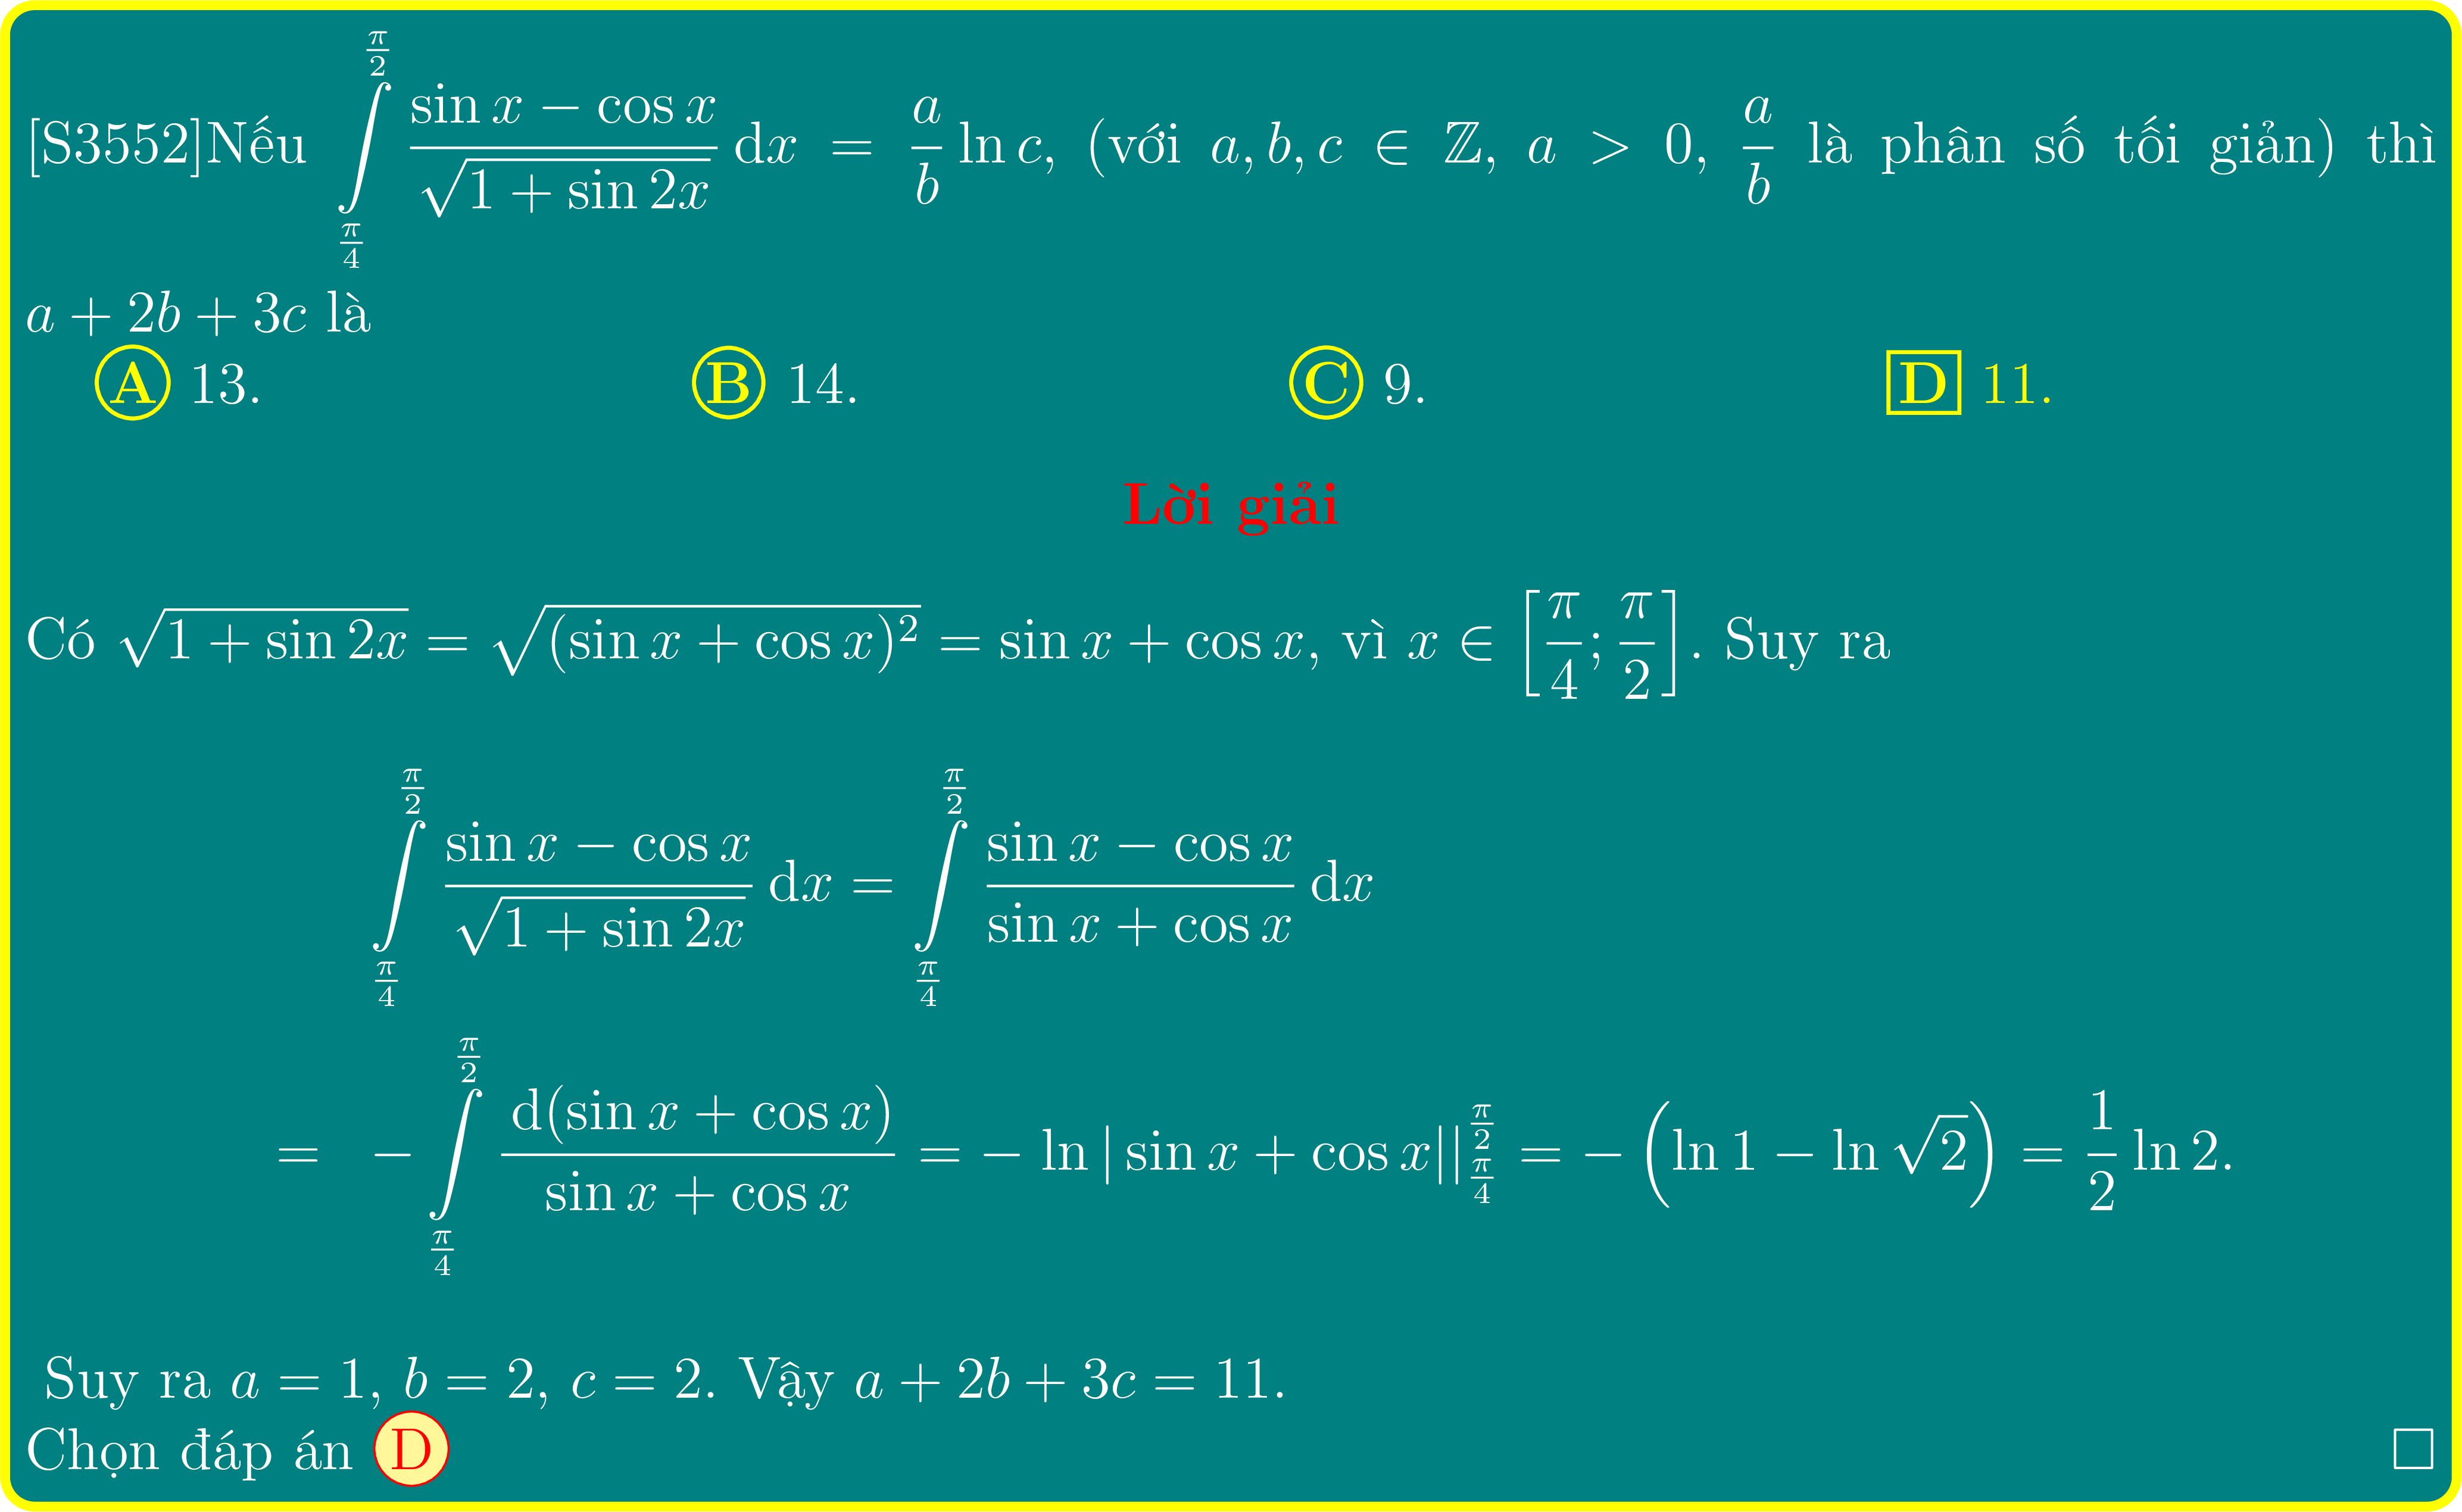 [S3552]Nếu $\int\limits_{\frac{\pi}{4}}^{\frac{\pi}{2}} \frac{\sin x - \cos x}{\sqrt{1 + \sin 2x}} \, \mathrm{d}x = \frac{a}{b} \ln c$, (với $a, b, c \in \mathbb{Z}$, $a > 0$, $\frac{a}{b}$ là phân số tối giản) thì
$a + 2b + 3c$ là
A 13. B 14. C 9. D 11.
Lời giải
Có $\sqrt{1 + \sin 2x} = \sqrt{(\sin x + \cos x)^2} = \sin x + \cos x$, vì $x \in \left[\frac{\pi}{4}; \frac{\pi}{2}\right]$. Suy ra
$\int\limits_{\frac{\pi}{4}}^{\frac{\pi}{2}} \frac{\sin x - \cos x}{\sqrt{1 + \sin 2x}} \, \mathrm{d}x = \int\limits_{\frac{\pi}{4}}^{\frac{\pi}{2}} \frac{\sin x - \cos x}{\sin x + \cos x} \, \mathrm{d}x$
$= -\int\limits_{\frac{\pi}{4}}^{\frac{\pi}{2}} \frac{\mathrm{d}(\sin x + \cos x)}{\sin x + \cos x} = -\ln |\sin x + \cos x| \Big|_{\frac{\pi}{4}}^{\frac{\pi}{2}} = -\left(\ln 1 - \ln \sqrt{2}\right) = \frac{1}{2} \ln 2.$
Suy ra $a = 1$, $b = 2$, $c = 2$. Vậy $a + 2b + 3c = 11$.
Chọn đáp án D □